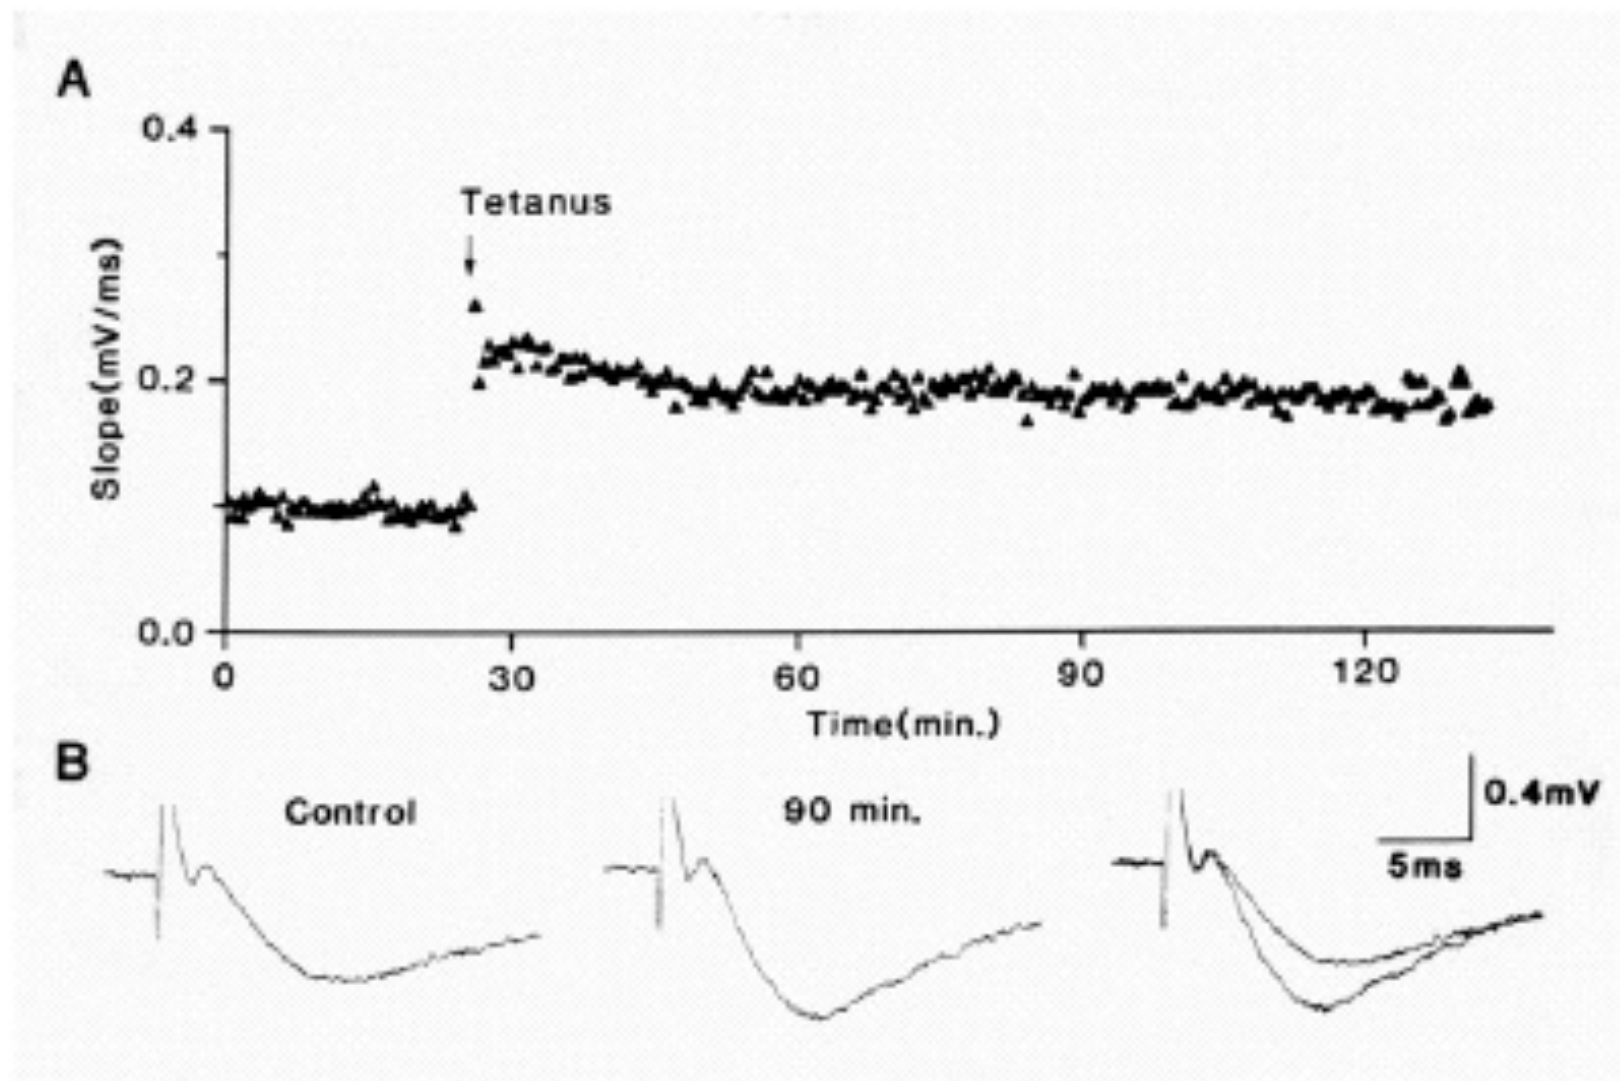 A
0.4
Tetanus
Slope(mV/ms)
0.2
0.0
0
30
60
90
120
Time(min.)
B
Control
90 min.
0.4mV
5ms